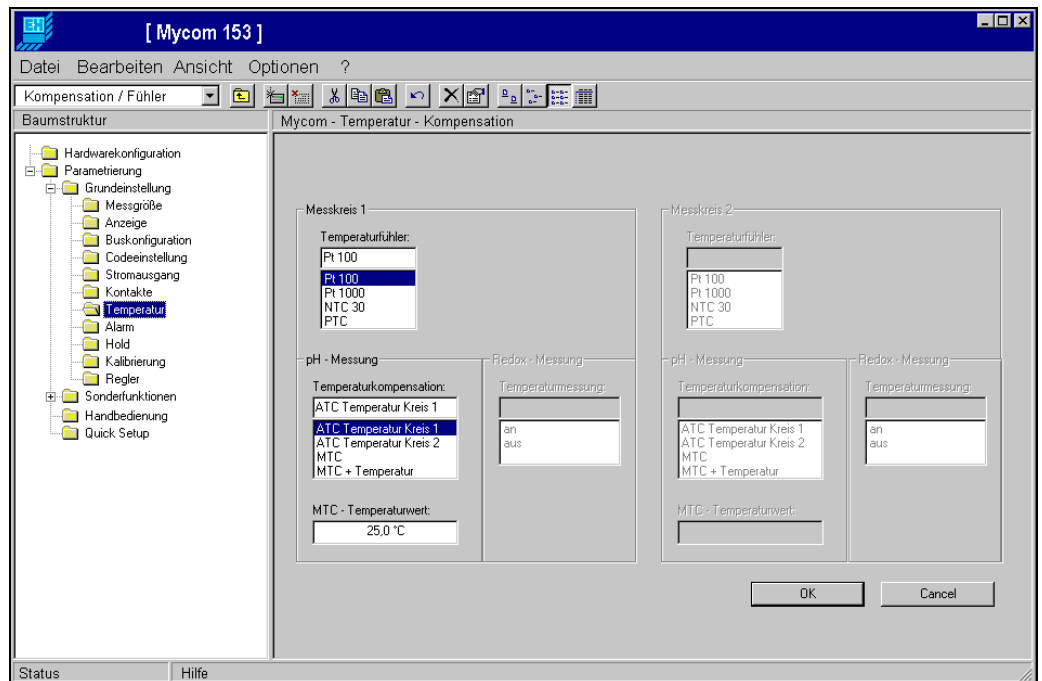 EH
[ Mycom 153 ]
Datei Bearbeiten Ansicht Optionen ?
Kompensation / Fühler
Baumstruktur
Mycom - Temperatur - Kompensation
Hardwarekonfiguration
Parametrierung
Grundeinstellung
Messgröße
Anzeige
Buskonfiguration
Codeeinstellung
Stromausgang
Kontakte
Temperatur
Alarm
Hold
Kalibrierung
Regler
Sonderfunktionen
Handbedienung
Quick Setup
Messkreis 1
Temperaturfühler:
Pt 100
Pt 100
Pt 1000
NTC 30
PTC
pH - Messung
Temperaturkompensation:
ATC Temperatur Kreis 1
ATC Temperatur Kreis 1
ATC Temperatur Kreis 2
MTC
MTC + Temperatur
MTC - Temperaturwert:
25,0 °C
Redox - Messung
Temperaturmessung:
an
aus
Messkreis 2
Temperaturfühler:
Pt 100
Pt 1000
NTC 30
PTC
pH - Messung
Temperaturkompensation:
ATC Temperatur Kreis 1
ATC Temperatur Kreis 2
MTC
MTC + Temperatur
MTC - Temperaturwert:
Redox - Messung
Temperaturmessung:
an
aus
OK
Cancel
Status
Hilfe